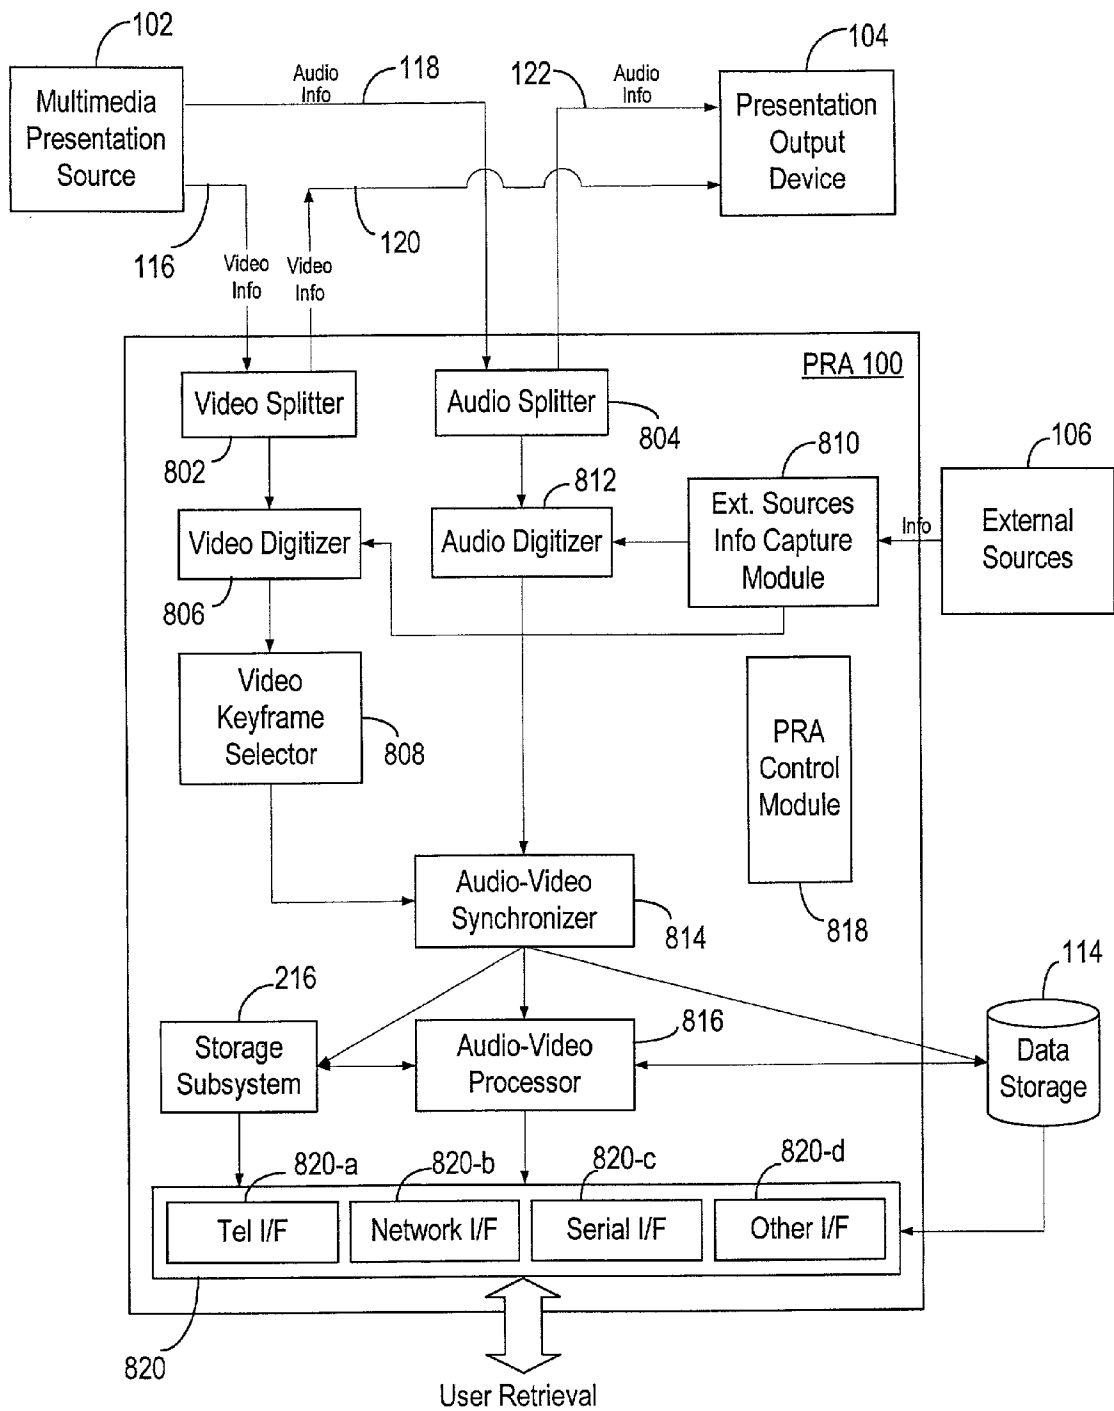 102
104
118
122
Audio
Info
Audio
Info
Multimedia
Presentation
Source
Presentation
Output
Device
116
120
Video
Info
Video
Info
PRA 100
Video Splitter
Audio Splitter
802
804
810
106
812
Ext. Sources
Info Capture
Module
Info
External
Sources
Video Digitizer
Audio Digitizer
806
Video
Keyframe
Selector
808
PRA
Control
Module
Audio-Video
Synchronizer
814
818
216
114
816
Storage
Subsystem
Audio-Video
Processor
Data
Storage
820-a
820-b
820-c
820-d
Tel I/F
Network I/F
Serial I/F
Other I/F
820
User Retrieval